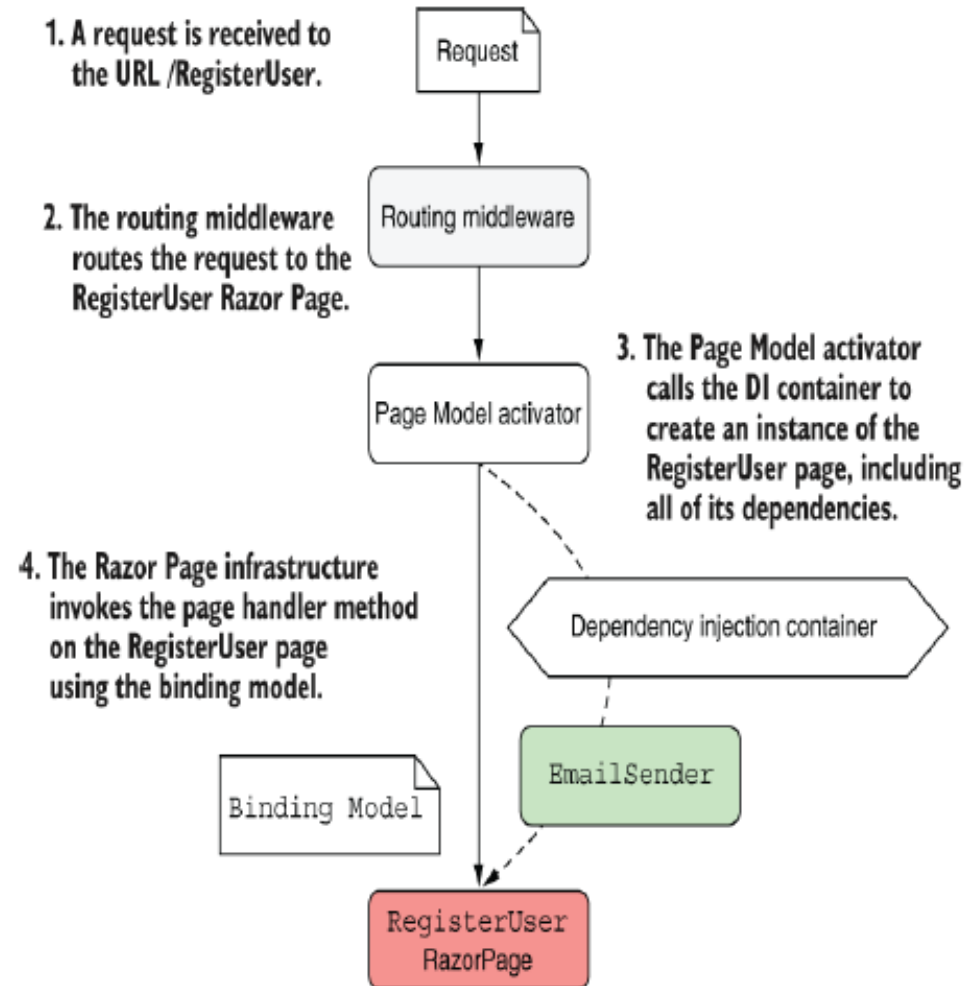 1. A request is received to
the URL /RegisterUser.
Request
2. The routing middleware
routes the request to the
RegisterUser Razor Page.
Routing middleware
3. The Page Model activator
calls the DI container to
create an instance of the
RegisterUser page, including
all of its dependencies.
Page Model activator
4. The Razor Page infrastructure
invokes the page handler method
on the RegisterUser page
using the binding model.
Dependency injection container
EmailSender
Binding Model
RegisterUser
RazorPage